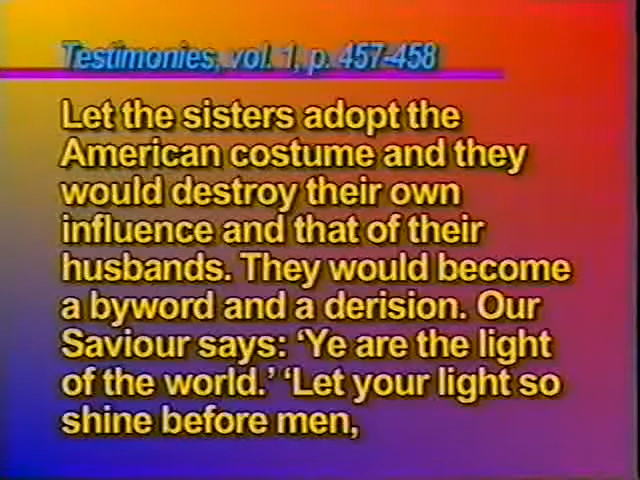 Testimonies, vol. 1, p. 457-458
Let the sisters adopt the
American costume and they
would destroy their own
influence and that of their
husbands. They would become
a byword and a derision. Our
Saviour says: ‘Ye are the light
of the world.’ ‘Let your light so
shine before men,